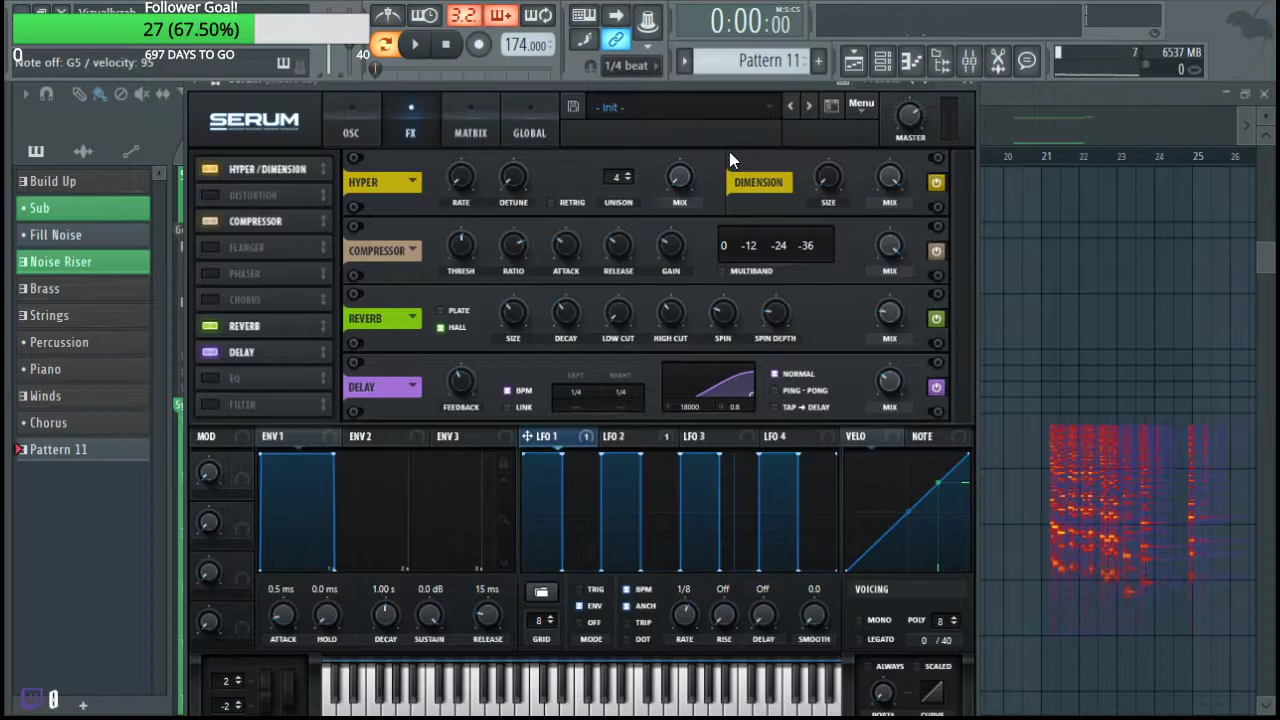 Follower Goal!
27 (67.50%)
0
697 DAYS TO GO
40
Note off: G5 / velocity: 95
3.2
174.000
0:00:00
M:S:CS
1/4 beat
Pattern 11
7
6537 MB
0
Build Up
Sub
Fill Noise
Noise Riser
Brass
Strings
Percussion
Piano
Winds
Chorus
Pattern 11
SERUM
OSC
FX
MATRIX
GLOBAL
- Init -
Menu
MASTER
HYPER / DIMENSION
DISTORTION
COMPRESSOR
FLANGER
PHASER
CHORUS
REVERB
DELAY
EQ
FILTER
HYPER
RATE
DETUNE
RETRIG
4
UNISON
MIX
DIMENSION
SIZE
MIX
COMPRESSOR
THRESH
RATIO
ATTACK
RELEASE
GAIN
0 -12 -24 -36
MULTIBAND
MIX
REVERB
PLATE
HALL
SIZE
DECAY
LOW CUT
HIGH CUT
SPIN
SPIN DEPTH
MIX
DELAY
FEEDBACK
BPM
LINK
LEFT
RIGHT
1/4
1/4
18000
0.8
NORMAL
PING - PONG
TAP → DELAY
MIX
MOD
ENV 1
ENV 2
ENV 3
LFO 1
1
LFO 2
1
LFO 3
LFO 4
VELO
NOTE
0.5 ms
0.0 ms
1.00 s
0.0 dB
15 ms
ATTACK
HOLD
DECAY
SUSTAIN
RELEASE
8
GRID
TRIG
ENV
OFF
MODE
BPM
ANCH
TRIP
DOT
1/8
Off
Off
0.0
RATE
RISE
DELAY
SMOOTH
VOICING
MONO
POLY
8
LEGATO
0 / 40
ALWAYS
SCALED
2
-2
20 21 22 23 24 25 26